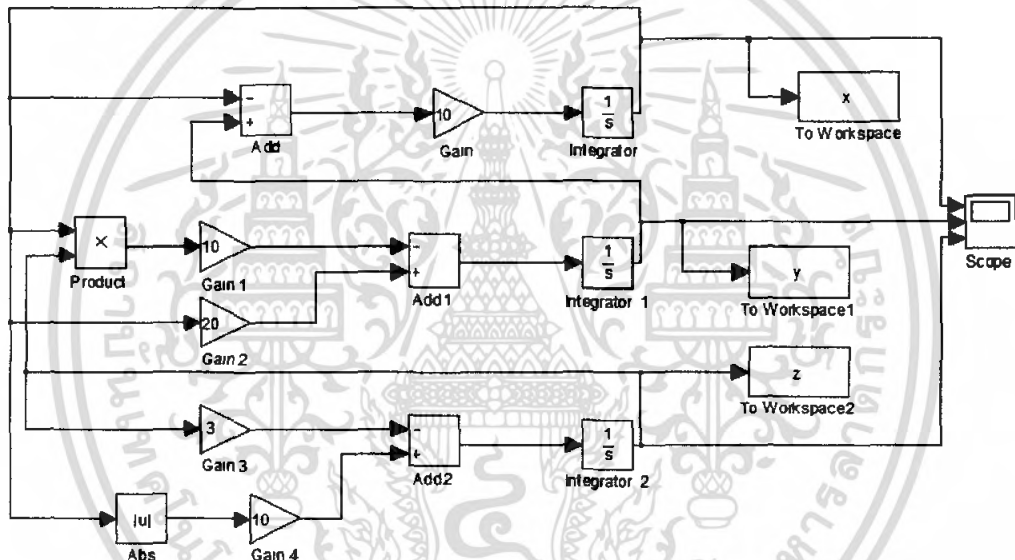 x
To Workspace
- +
Add
10
Gain
1
s
Integrator
Scope
×
Product
10
Gain 1
- +
Add1
1
s
Integrator 1
y
To Workspace1
20
Gain 2
z
To Workspace2
3
Gain 3
- +
Add2
1
s
Integrator 2
|u|
Abs
10
Gain 4